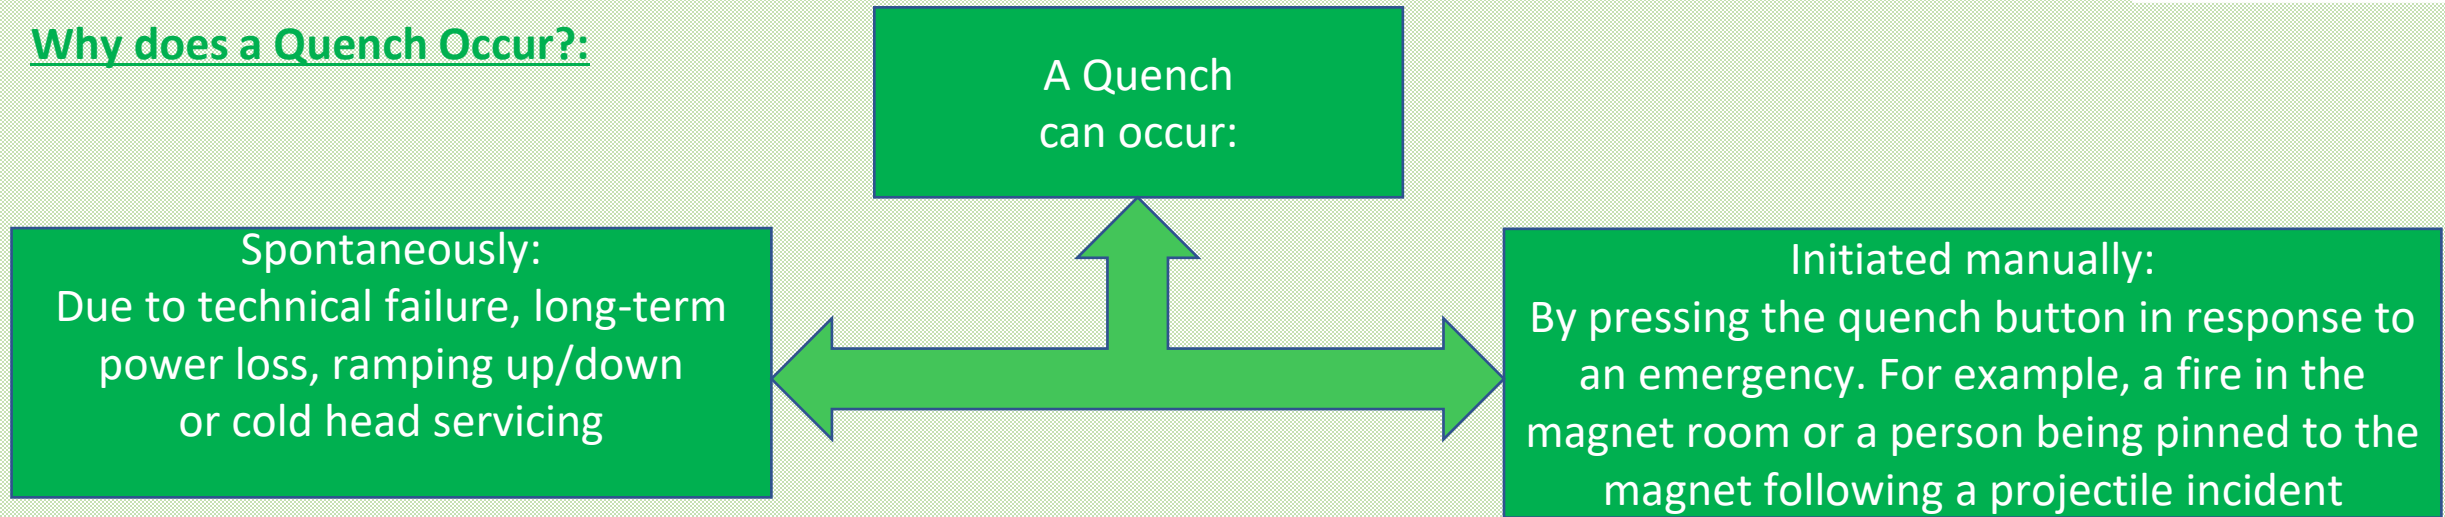 Why does a Quench Occur?:
A Quench
can occur:
Spontaneously:
Due to technical failure, long-term
power loss, ramping up/down
or cold head servicing
Initiated manually:
By pressing the quench button in response to
an emergency. For example, a fire in the
magnet room or a person being pinned to the
magnet following a projectile incident